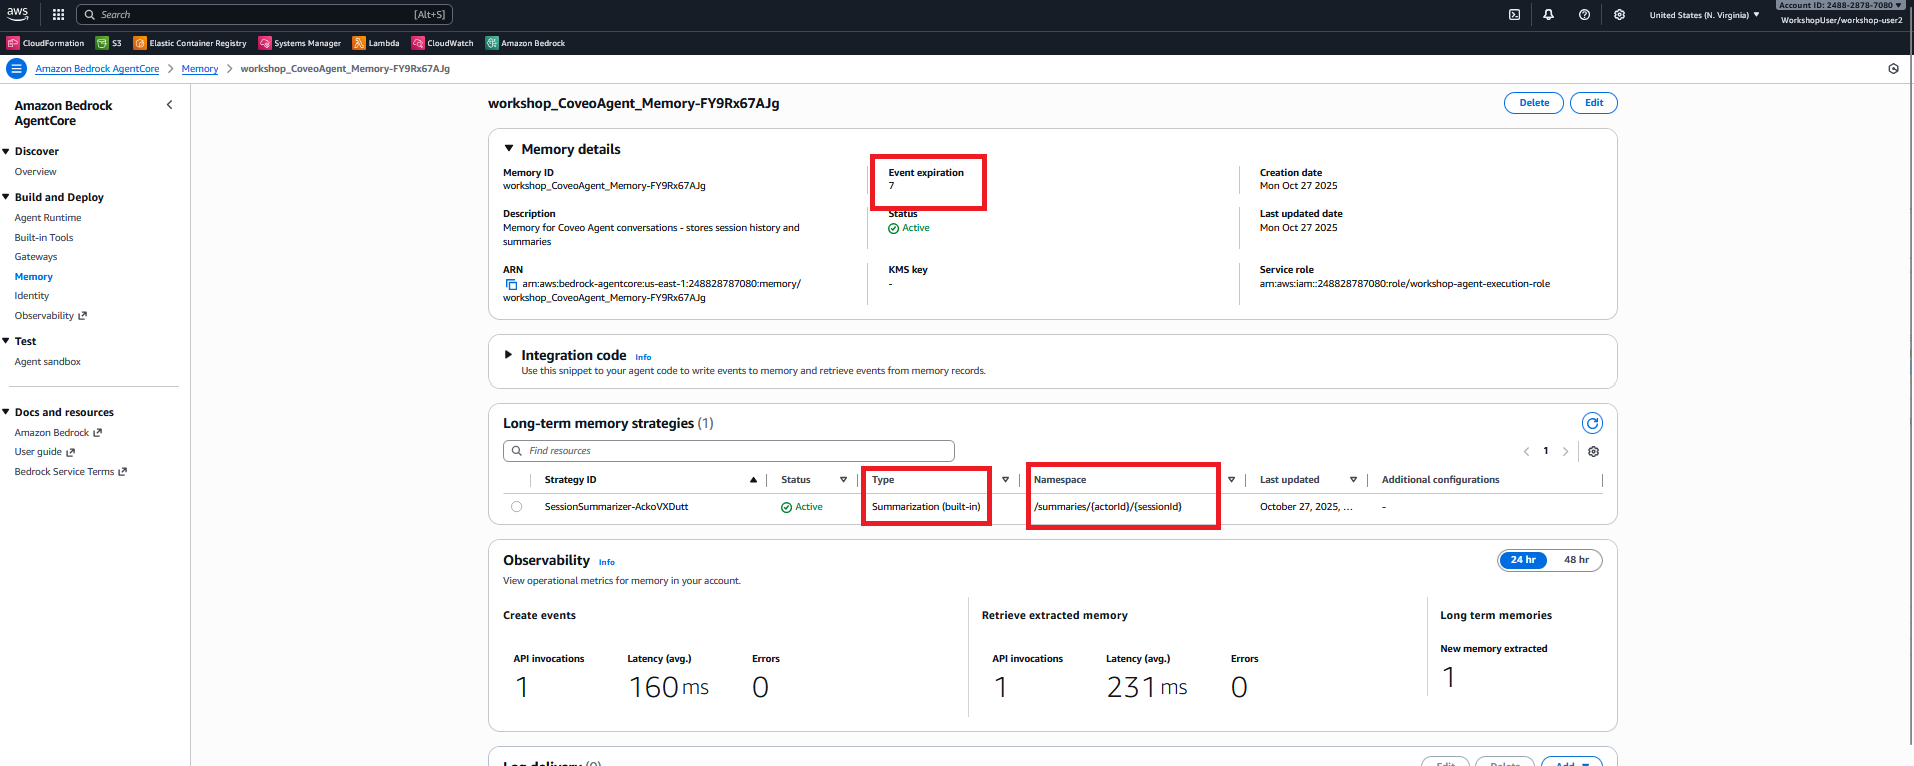 aws
Search
[Alt+S]
United States (N. Virginia)
Account ID: 2488-2878-7080
WorkshopUser/workshop-user2
CloudFormation
S3
Elastic Container Registry
Systems Manager
Lambda
CloudWatch
Amazon Bedrock
Amazon Bedrock AgentCore
Memory
workshop_CoveoAgent_Memory-FY9Rx67AJg
Amazon Bedrock
AgentCore
Discover
Overview
Build and Deploy
Agent Runtime
Built-in Tools
Gateways
Memory
Identity
Observability
Test
Agent sandbox
Docs and resources
Amazon Bedrock
User guide
Bedrock Service Terms
workshop_CoveoAgent_Memory-FY9Rx67AJg
Delete
Edit
Memory details
Memory ID
workshop_CoveoAgent_Memory-FY9Rx67AJg
Event expiration
7
Creation date
Mon Oct 27 2025
Description
Memory for Coveo Agent conversations - stores session history and
summaries
Status
Active
Last updated date
Mon Oct 27 2025
ARN
arn:aws:bedrock-agentcore:us-east-1:248828787080:memory/
workshop_CoveoAgent_Memory-FY9Rx67AJg
KMS key
-
Service role
arn:aws:iam::248828787080:role/workshop-agent-execution-role
Integration code Info
Use this snippet to your agent code to write events to memory and retrieve events from memory records.
Long-term memory strategies (1)
Find resources
1
Strategy ID
Status
Type
Namespace
Last updated
Additional configurations
SessionSummarizer-AckoVXDutt
Active
Summarization (built-in)
/summaries/{actorId}/{sessionId}
October 27, 2025, ...
-
Observability Info
View operational metrics for memory in your account.
24 hr
48 hr
Create events
API invocations
1
Latency (avg.)
160 ms
Errors
0
Retrieve extracted memory
API invocations
1
Latency (avg.)
231 ms
Errors
0
Long term memories
New memory extracted
1
Log delivery (0)
Edit
Delete
Add